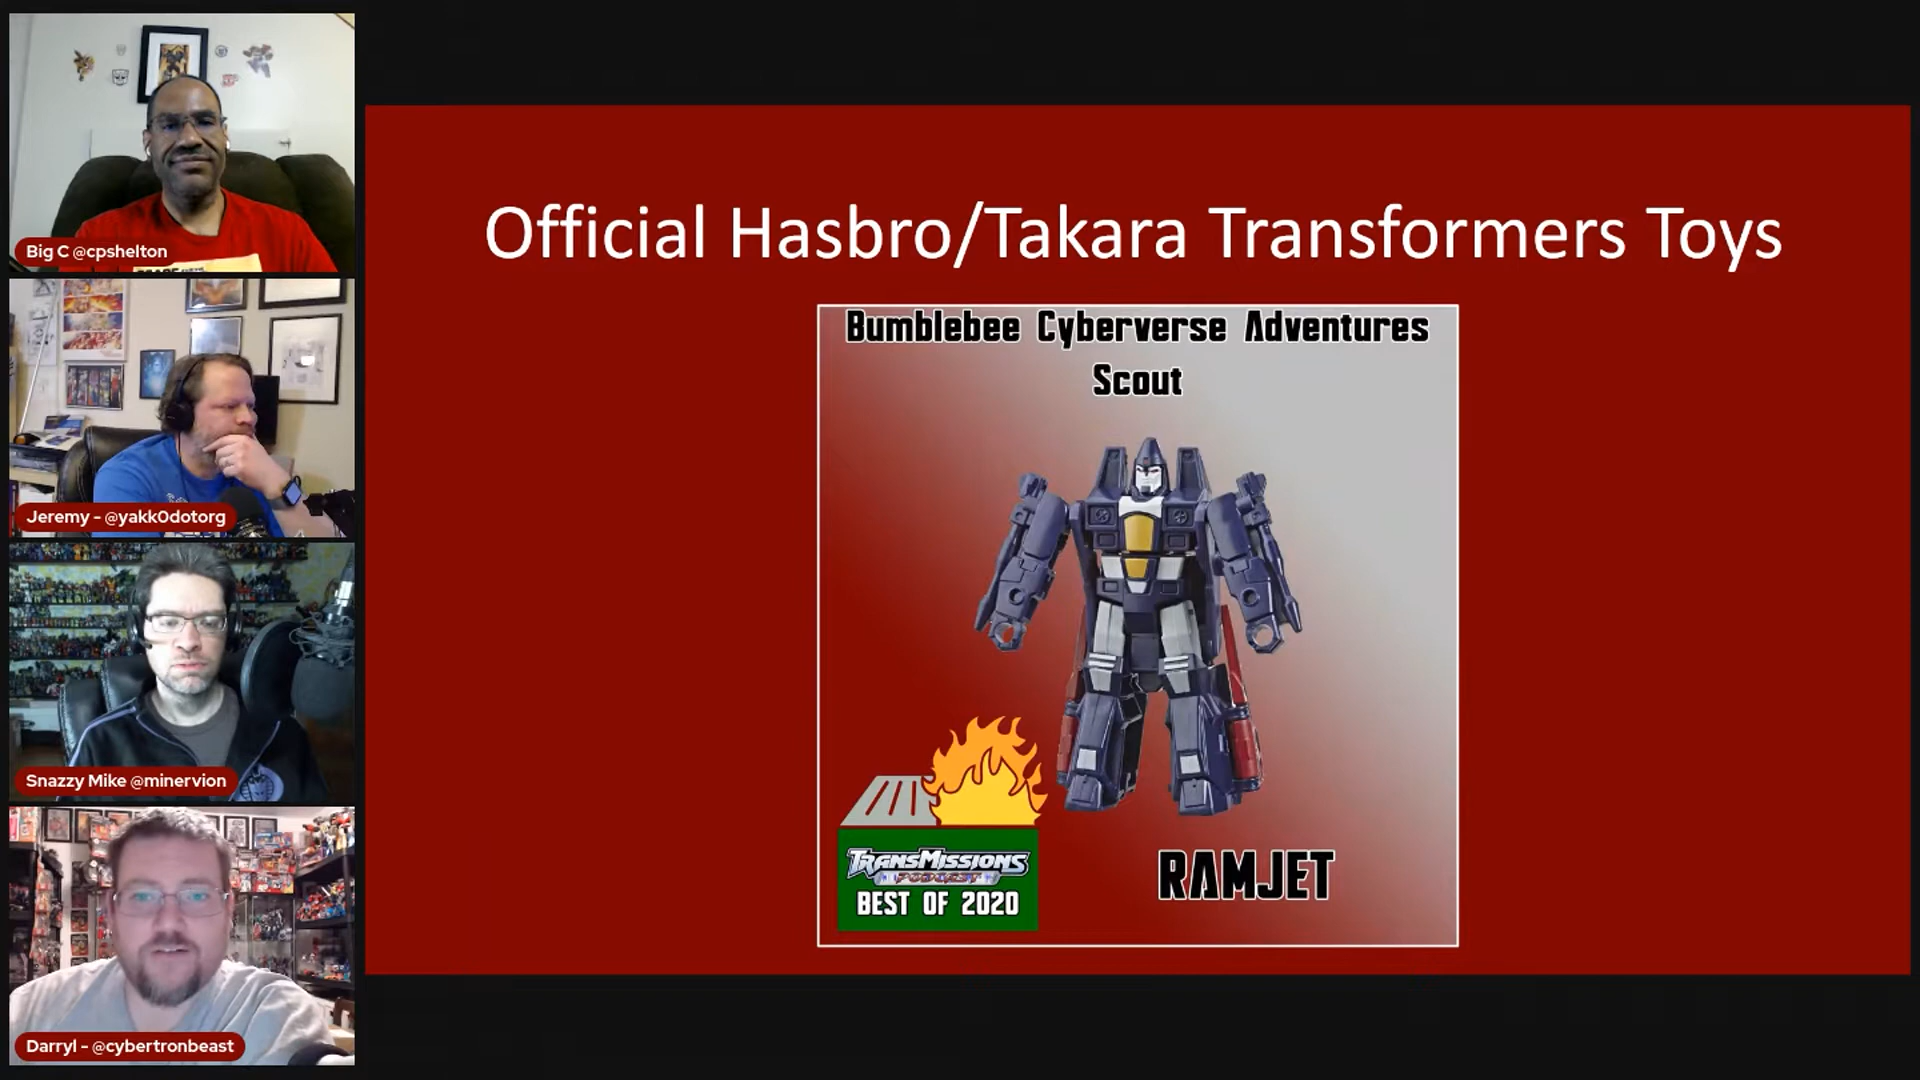 Big C @cpshelton
Jeremy - @yakk0dotorg
Snazzy Mike @minervion
Darryl - @cybertronbeast
Official Hasbro/Takara Transformers Toys
Bumblebee Cyberverse Adventures
Scout
TRANSMISSIONS
PODCAST
BEST OF 2020
RAMJET